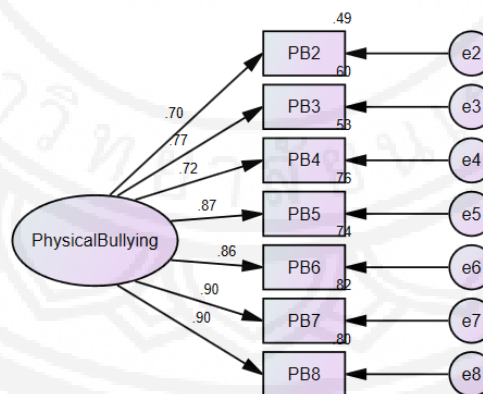 .49
PB2
e2
.60
PB3
e3
.70
.53
.77
PB4
e4
.72
.76
.87
PB5
e5
.74
PhysicalBullying
.86
PB6
e6
.82
.90
PB7
e7
.90
.80
PB8
e8